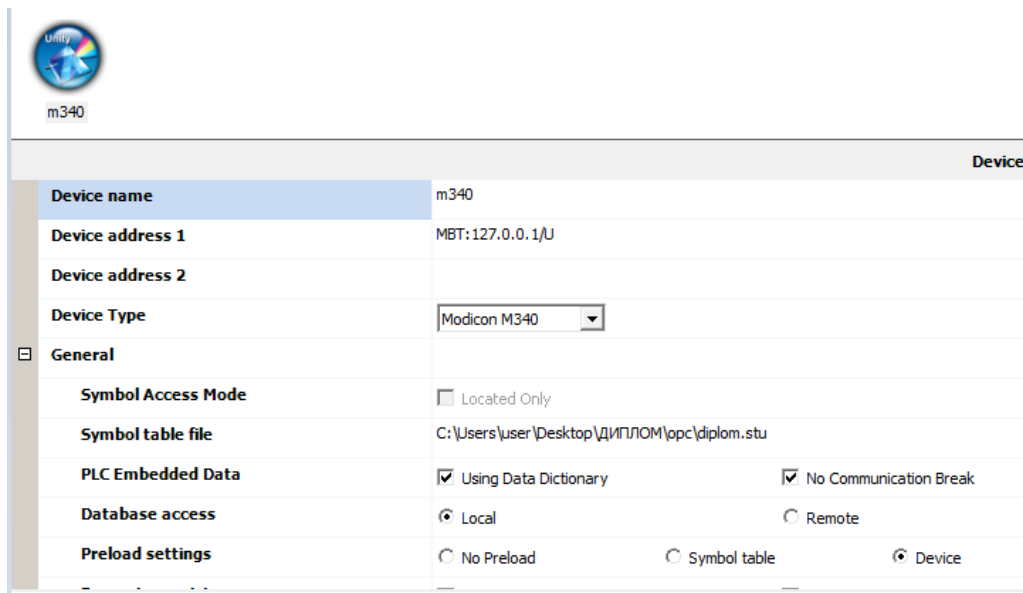 Unity
m340
Device
Device name m340
Device address 1 MBT:127.0.0.1/U
Device address 2
Device Type Modicon M340
General
Symbol Access Mode Located Only
Symbol table file C:\Users\user\Desktop\ДИПЛОМ\opc\diplom.stu
PLC Embedded Data Using Data Dictionary No Communication Break
Database access Local Remote
Preload settings No Preload Symbol table Device